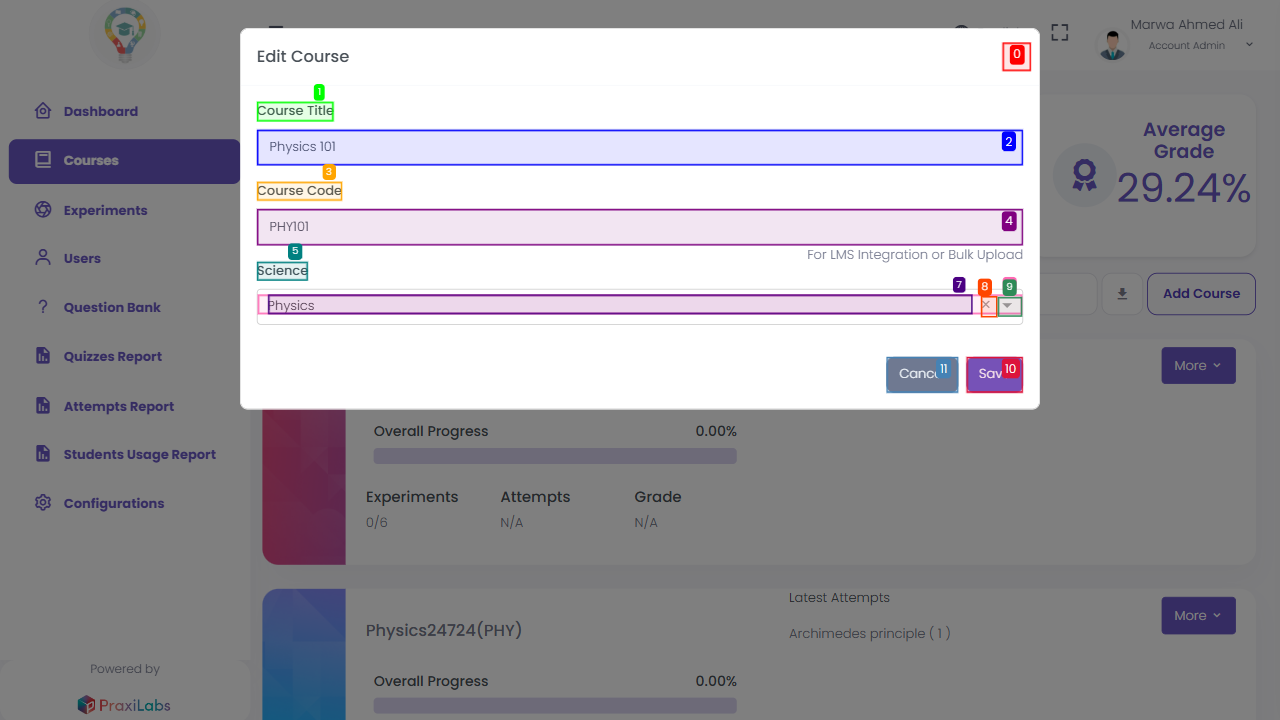 Marwa Ahmed Ali
Account Admin
Edit Course
0
1
Course Title
Physics 101
2
3
Course Code
PHY101
4
For LMS Integration or Bulk Upload
5
Science
7
8
9
Physics
11
Save
10
Dashboard
Courses
Experiments
Users
Question Bank
Quizzes Report
Attempts Report
Students Usage Report
Configurations
Powered by
PraxiLabs
Average
Grade
29.24%
Add Course
More
Overall Progress
0.00%
Experiments
Attempts
Grade
0/6
N/A
N/A
Physics24724(PHY)
Latest Attempts
Archimedes principle ( 1 )
More
Overall Progress
0.00%